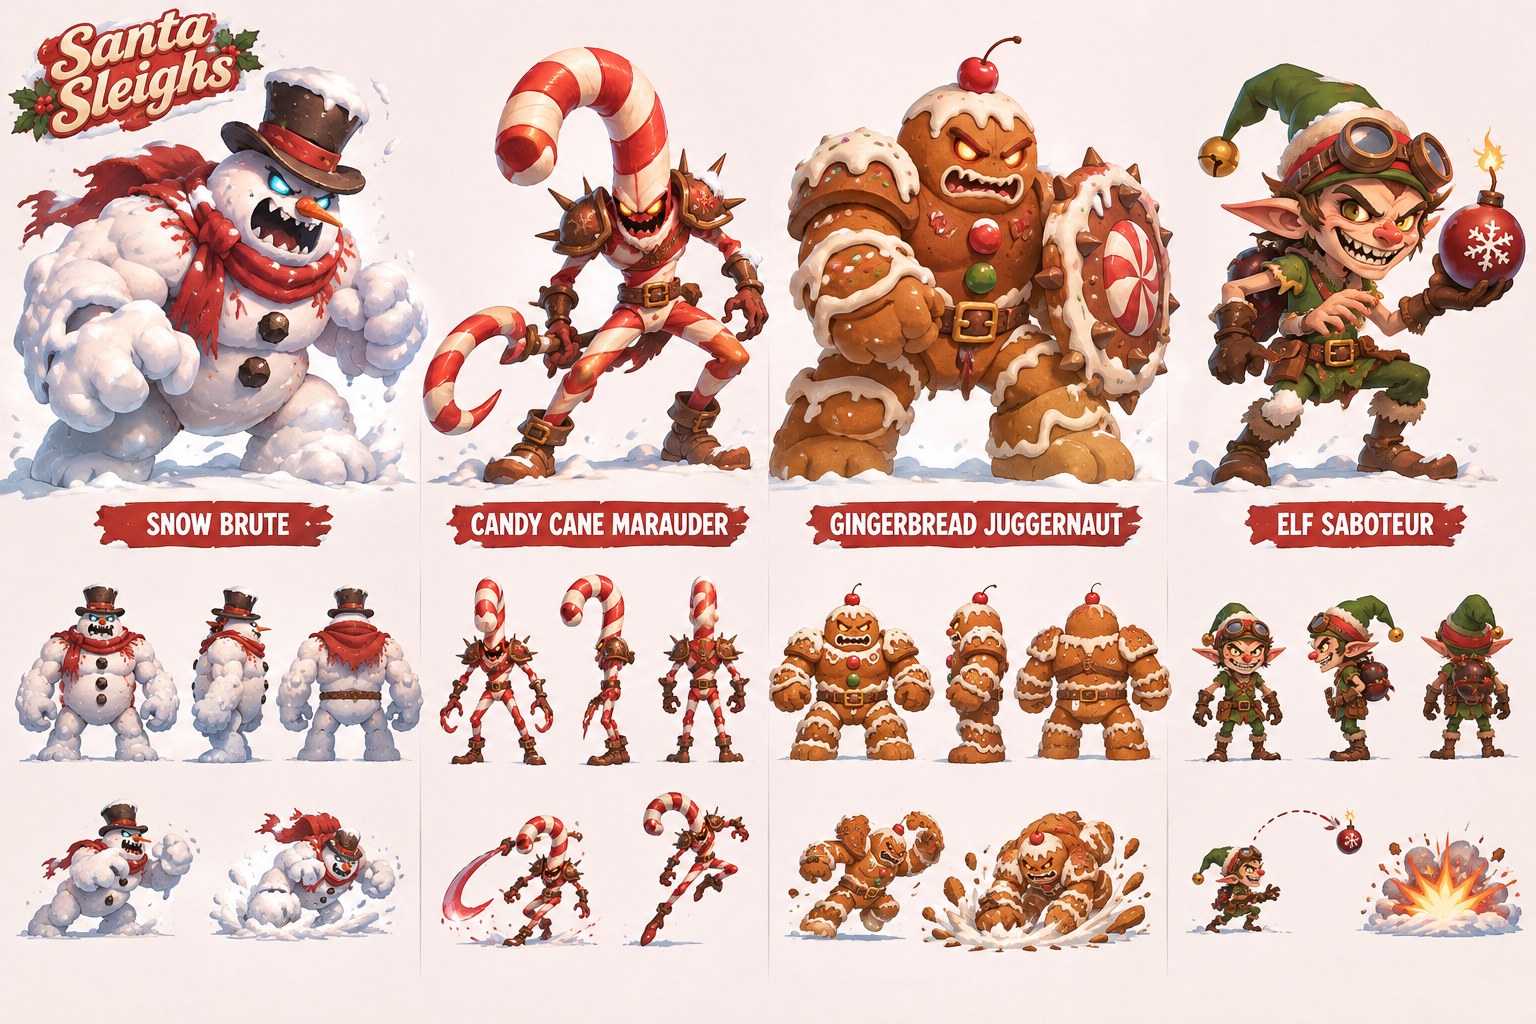 Santa
Sleighs
SNOW BRUTE
CANDY CANE MARAUDER
GINGERBREAD JUGGERNAUT
ELF SABOTEUR